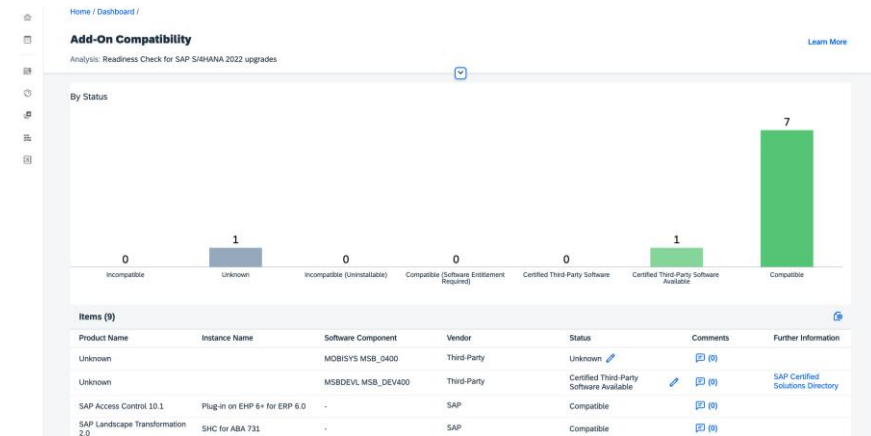 Home / Dashboard /
Add-On Compatibility
Learn More
Analysis: Readiness Check for SAP S/4HANA 2022 upgrades
By Status
7
1
1
0
0
0
0
Incompatible
Unknown
Incompatible (Uninstallable)
Compatible (Software Entitlement
Required)
Certified Third-Party Software
Certified Third-Party Software
Available
Compatible
Items (9)
Product Name Instance Name Software Component Vendor Status Comments Further Information
Unknown MOBISYS MSB_0400 Third-Party Unknown (0)
Unknown MSBDEVL MSB_DEV400 Third-Party Certified Third-Party
Software Available (0) SAP Certified
Solutions Directory
SAP Access Control 10.1 Plug-in on EHP 6+ for ERP 6.0 - SAP Compatible (0)
SAP Landscape Transformation
2.0 SHC for ABA 731 - SAP Compatible (0)